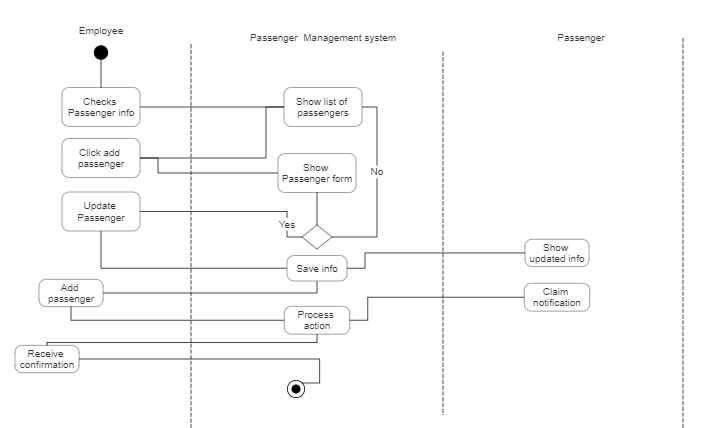 Employee
Passenger Management system
Passenger
Checks
Passenger info
Show list of
passengers
Click add
passenger
Show
Passenger form
No
Update
Passenger
Yes
Show
updated info
Save info
Add
passenger
Claim
notification
Process
action
Receive
confirmation